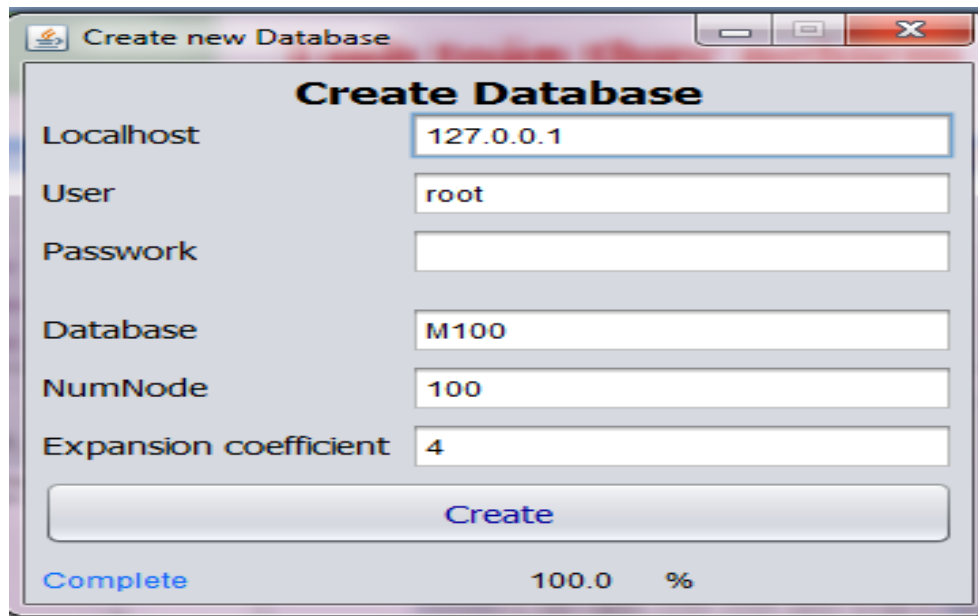 Create new Database
Create Database
Localhost 127.0.0.1
User root
Passwork
Database M100
NumNode 100
Expansion coefficient 4
Create
Complete 100.0 %